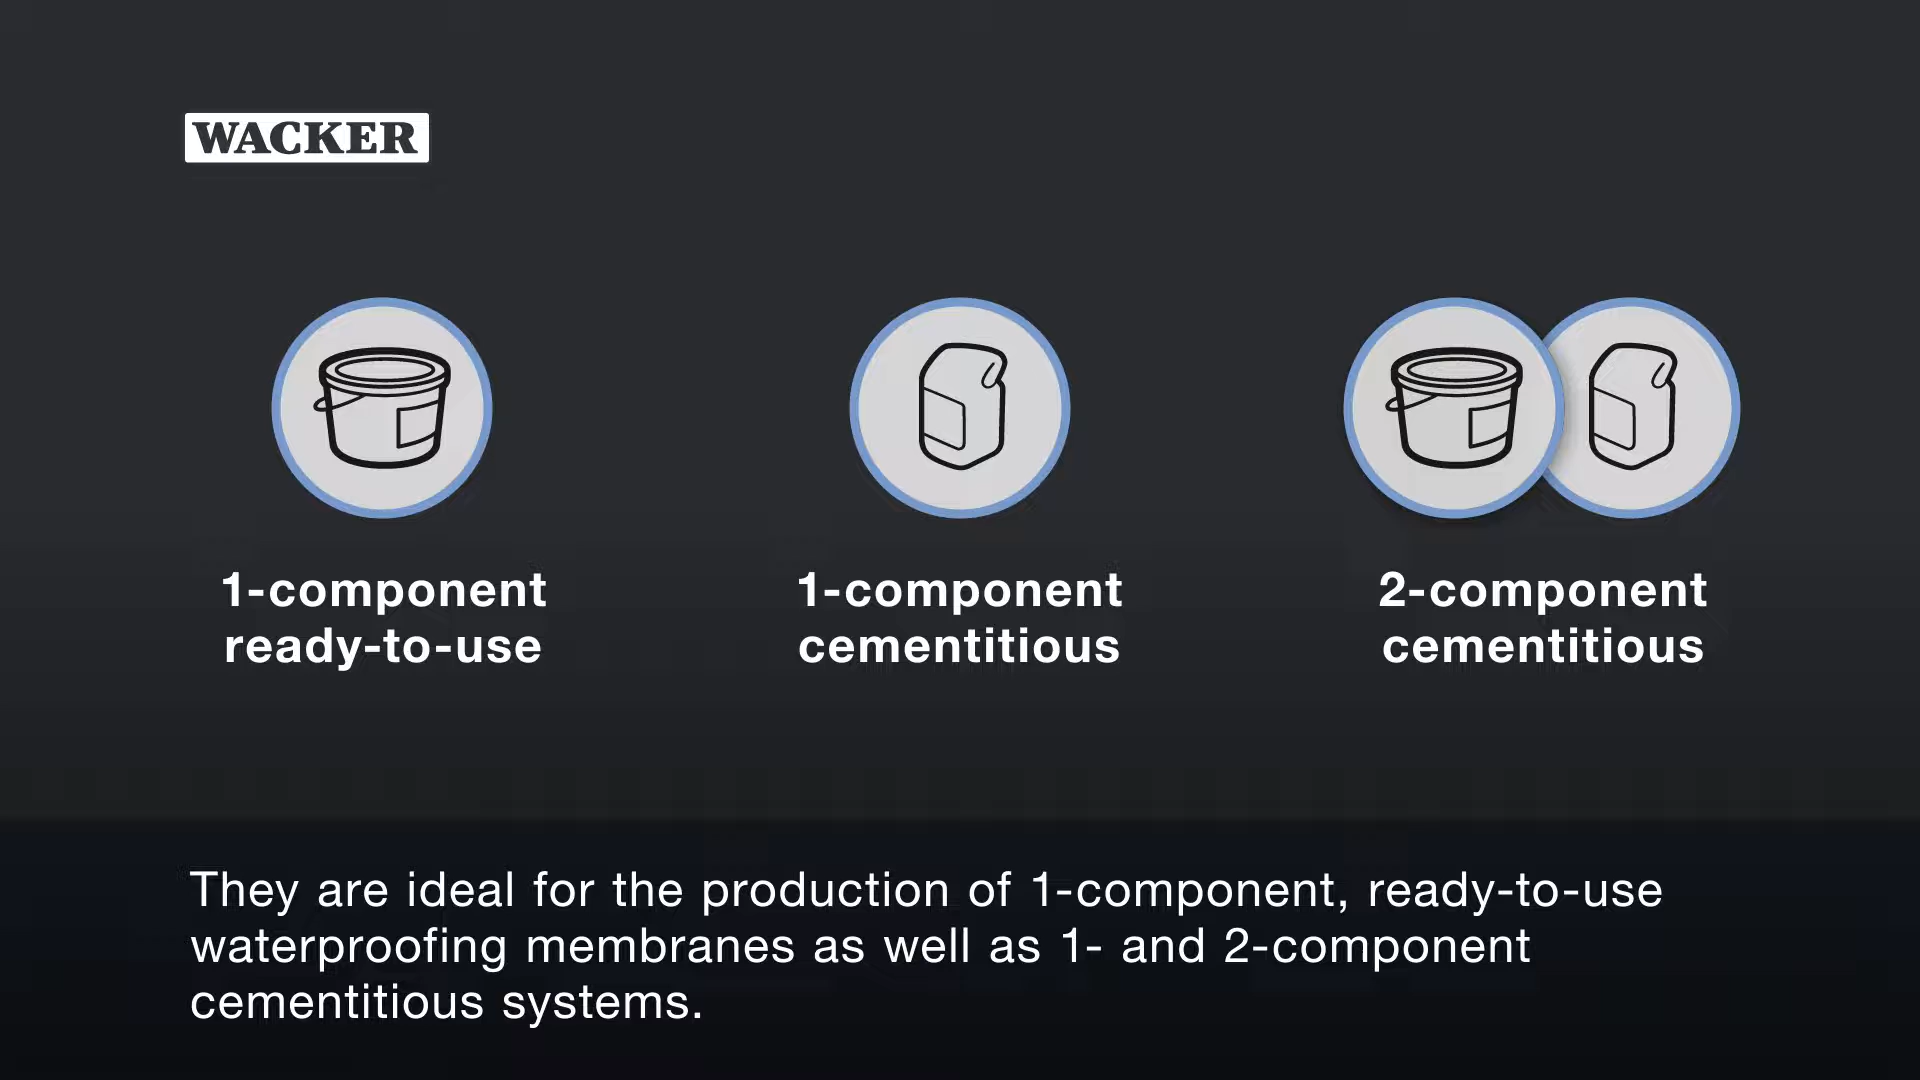 WACKER
1-component
ready-to-use
1-component
cementitious
2-component
cementitious
They are ideal for the production of 1-component, ready-to-use
waterproofing membranes as well as 1- and 2-component
cementitious systems.